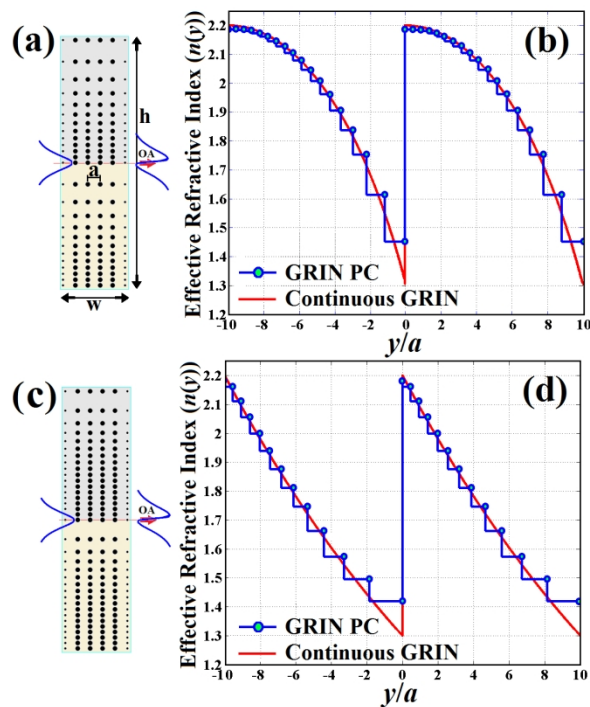 (a)
h
OA
a
w
(b)
Effective Refractive Index (n(y))
2.2
2.1
2
1.9
1.8
1.7
1.6
1.5
1.4
1.3
1.2
GRIN PC
Continuous GRIN
-10 -8 -6 -4 -2 0 2 4 6 8 10
y/a
(c)
OA
(d)
Effective Refractive Index (n(y))
2.2
2.1
2
1.9
1.8
1.7
1.6
1.5
1.4
1.3
1.2
GRIN PC
Continuous GRIN
-10 -8 -6 -4 -2 0 2 4 6 8 10
y/a